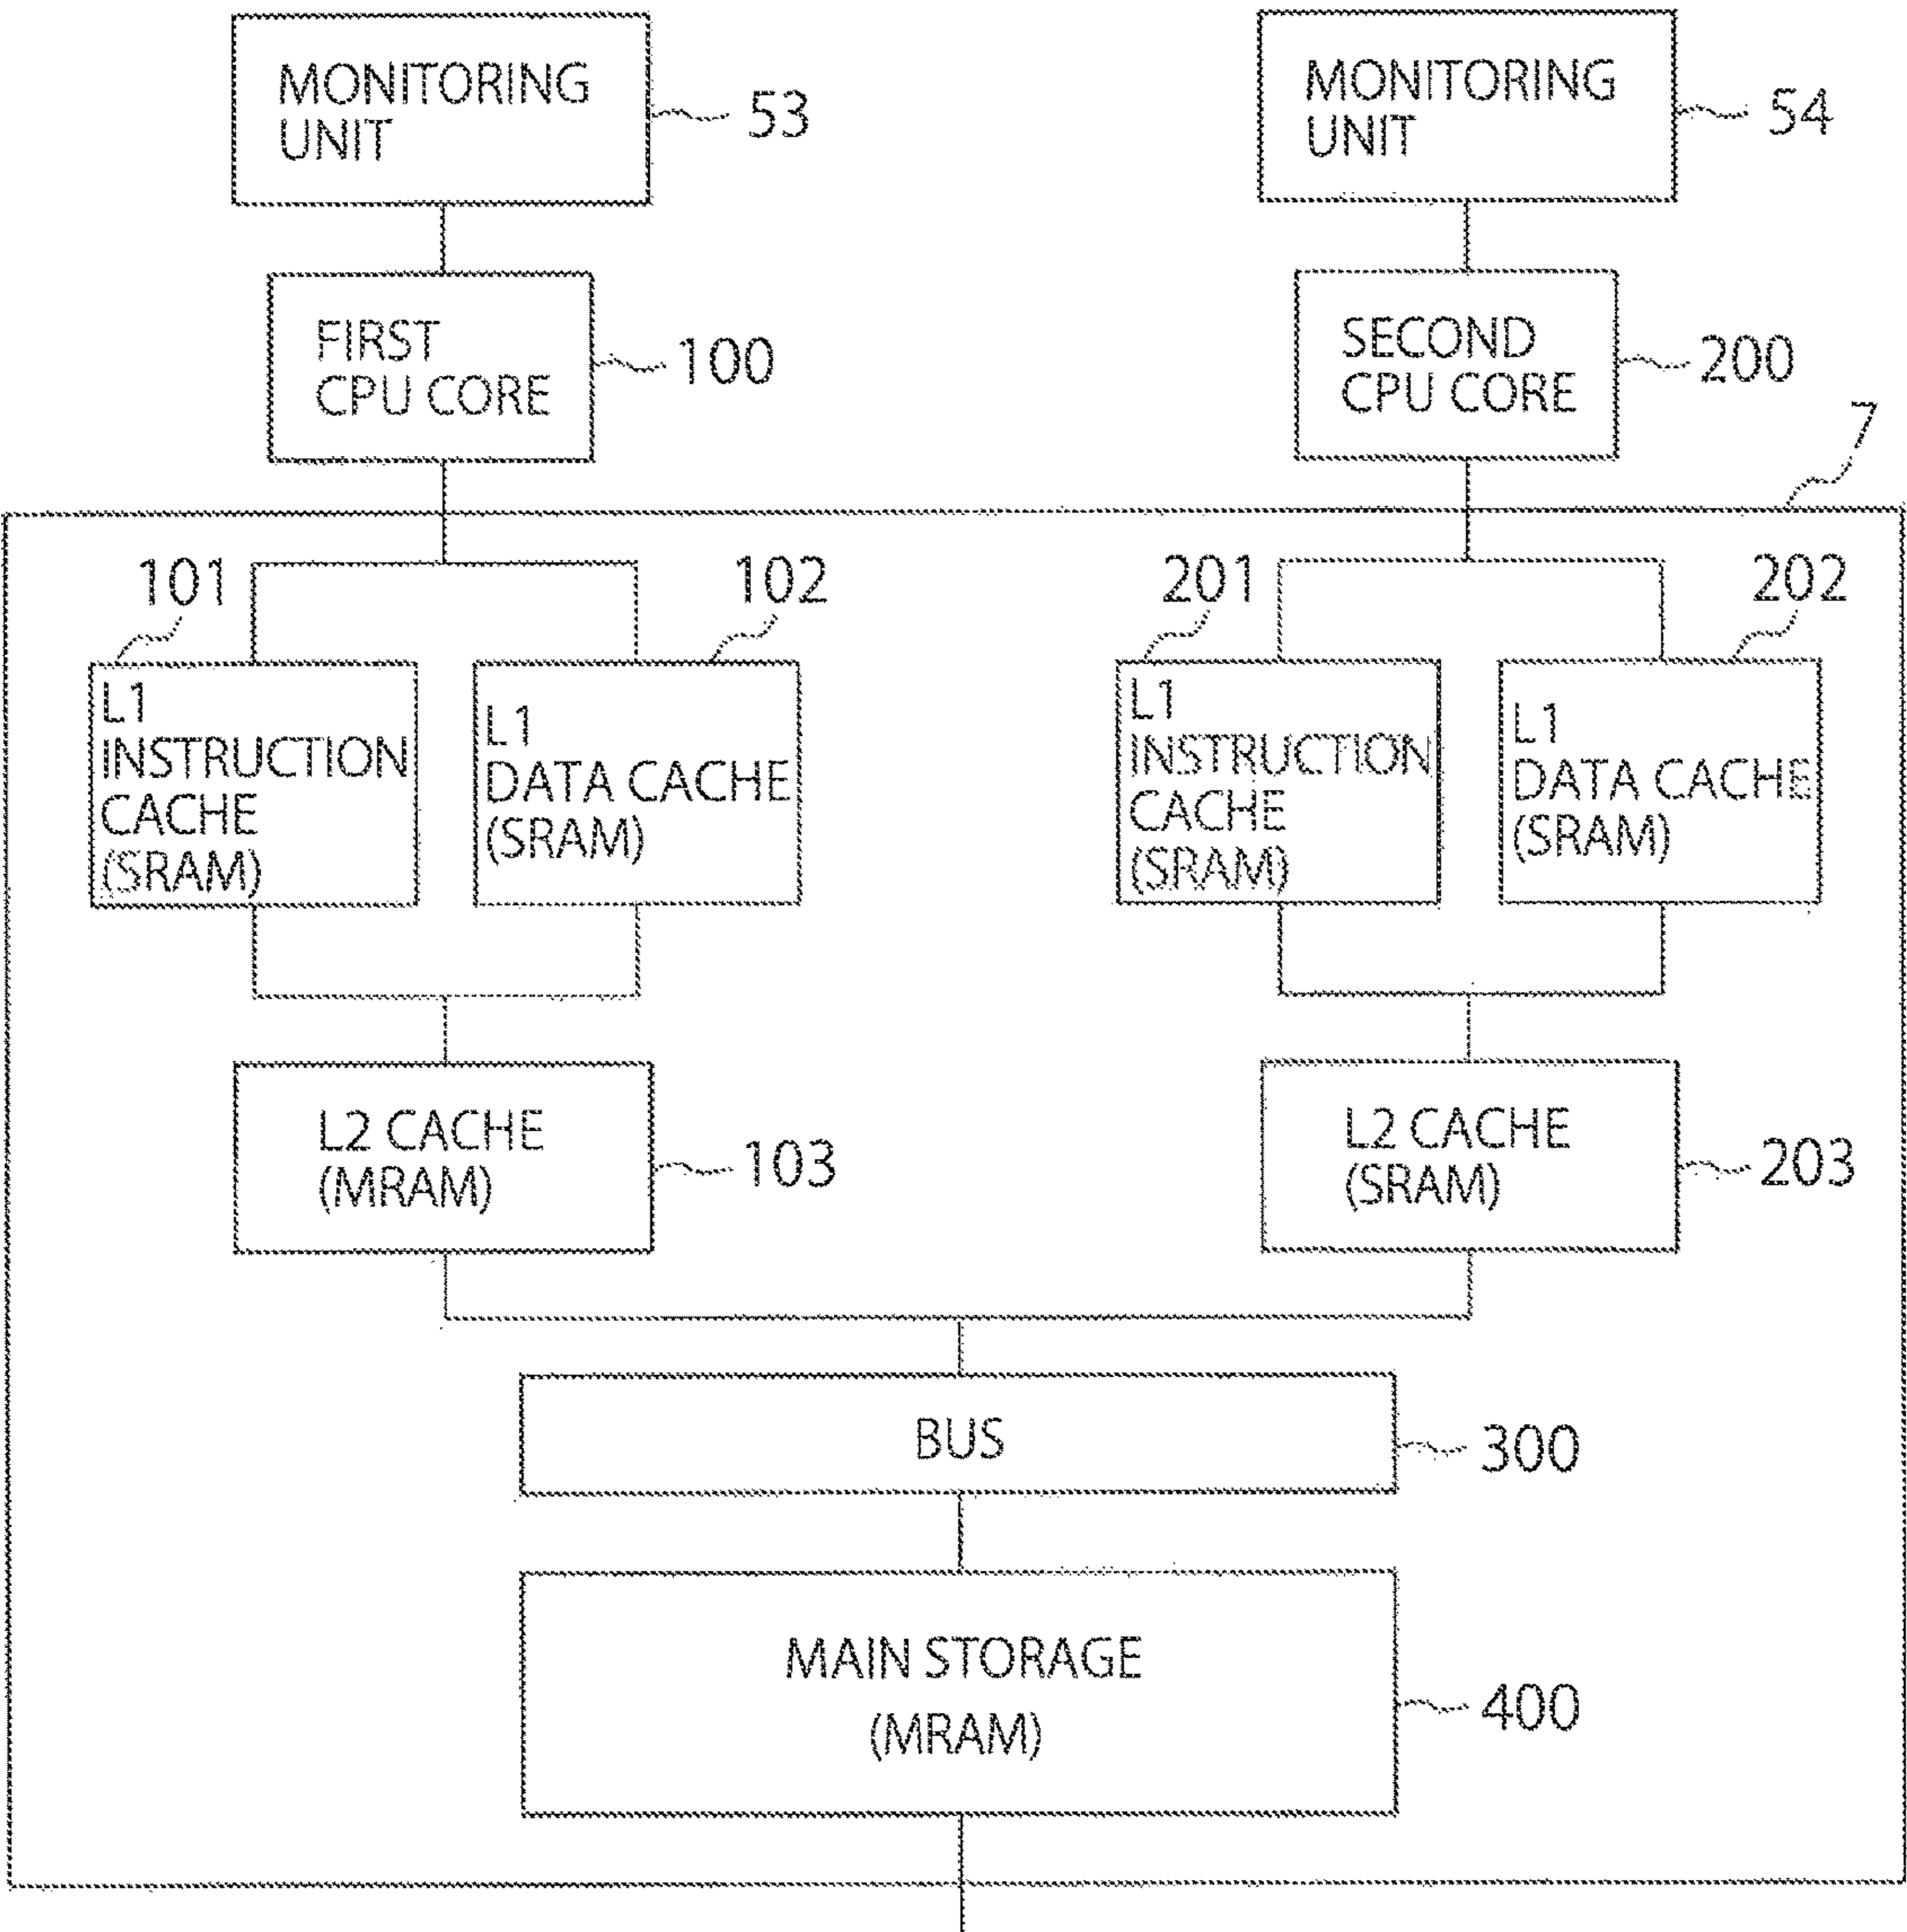 MONITORING
UNIT
53
MONITORING
UNIT
54
FIRST
CPU CORE
100
SECOND
CPU CORE
200
7
101
102
201
202
L1
INSTRUCTION
CACHE
(SRAM)
L1
DATA CACHE
(SRAM)
L1
INSTRUCTION
CACHE
(SRAM)
L1
DATA CACHE
(SRAM)
L2 CACHE
(MRAM)
103
L2 CACHE
(SRAM)
203
BUS
300
MAIN STORAGE
(MRAM)
400